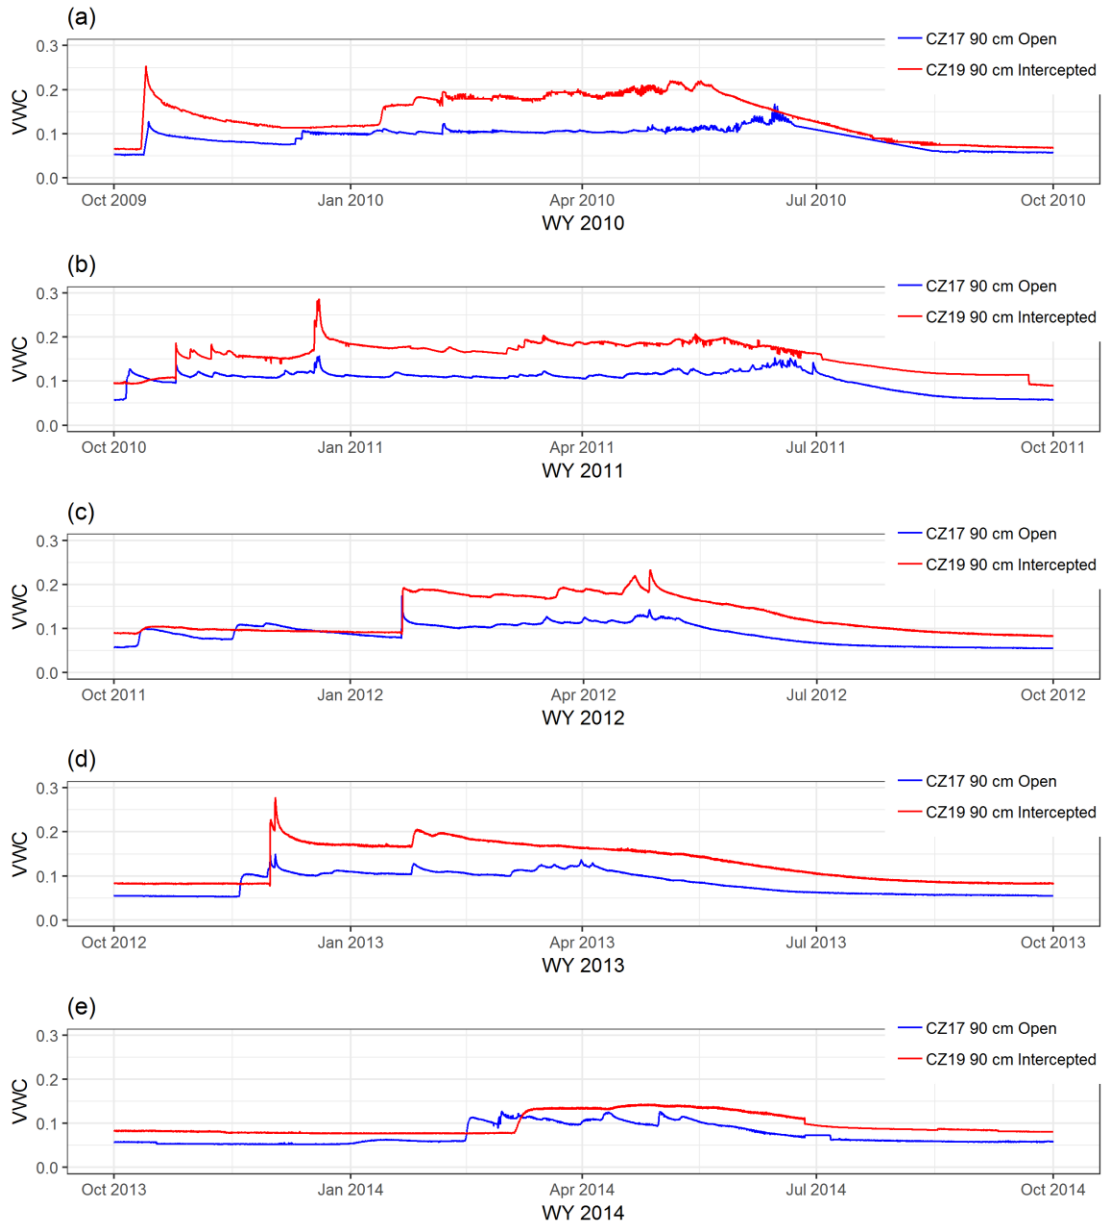 (a)
CZ17 90 cm Open
CZ19 90 cm Intercepted
VWC
0.3
0.2
0.1
0.0
Oct 2009 Jan 2010 Apr 2010 Jul 2010 Oct 2010
WY 2010
(b)
CZ17 90 cm Open
CZ19 90 cm Intercepted
VWC
0.3
0.2
0.1
0.0
Oct 2010 Jan 2011 Apr 2011 Jul 2011 Oct 2011
WY 2011
(c)
CZ17 90 cm Open
CZ19 90 cm Intercepted
VWC
0.3
0.2
0.1
0.0
Oct 2011 Jan 2012 Apr 2012 Jul 2012 Oct 2012
WY 2012
(d)
CZ17 90 cm Open
CZ19 90 cm Intercepted
VWC
0.3
0.2
0.1
0.0
Oct 2012 Jan 2013 Apr 2013 Jul 2013 Oct 2013
WY 2013
(e)
CZ17 90 cm Open
CZ19 90 cm Intercepted
VWC
0.3
0.2
0.1
0.0
Oct 2013 Jan 2014 Apr 2014 Jul 2014 Oct 2014
WY 2014